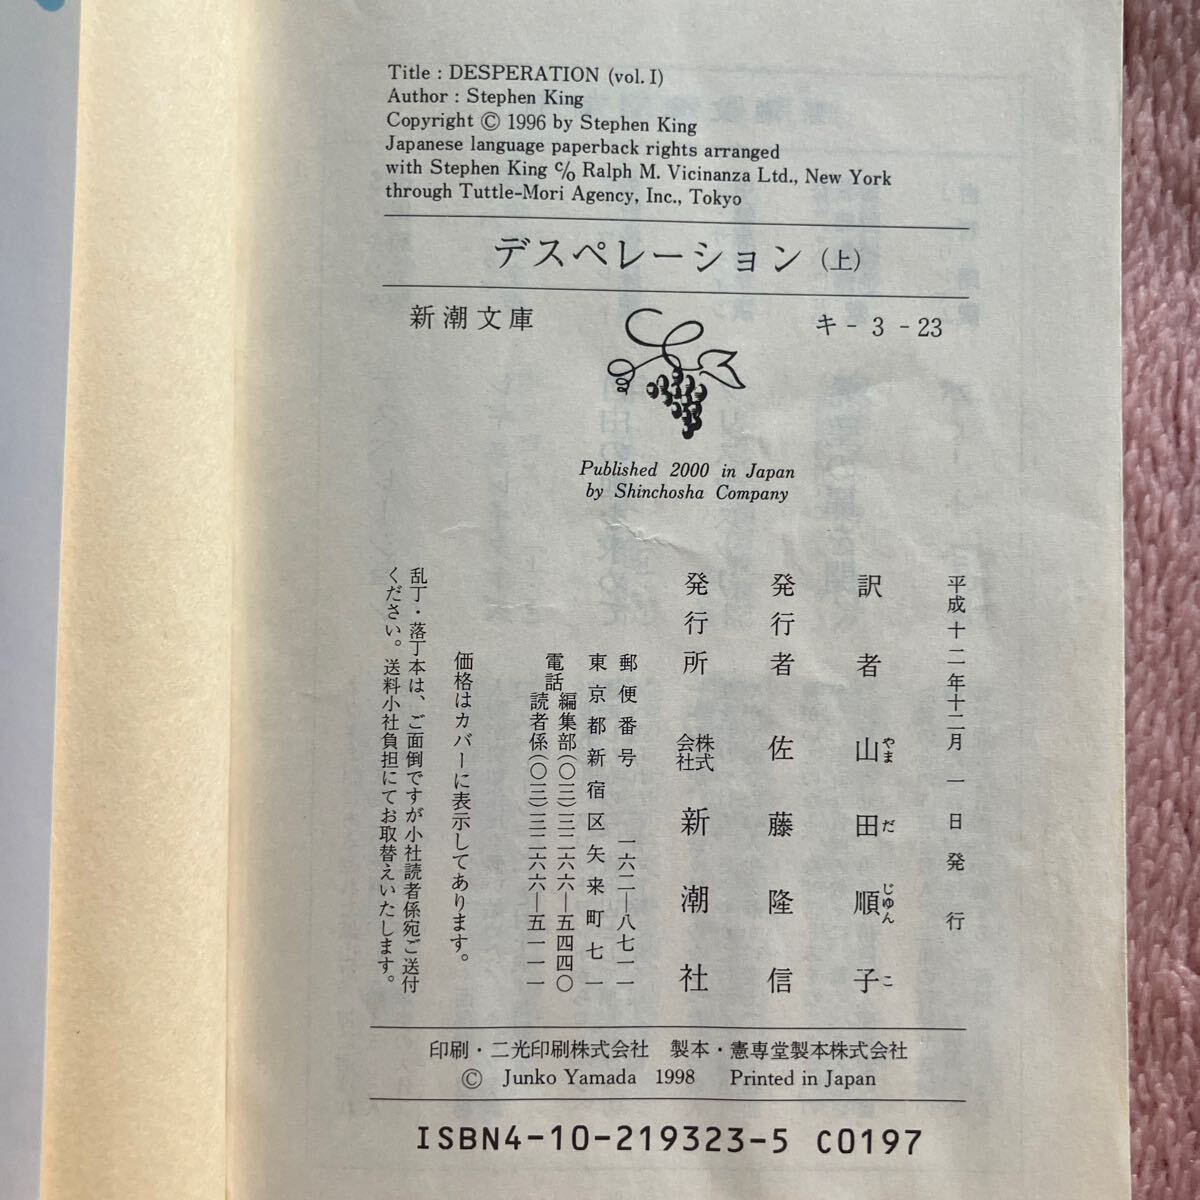 Title : DESPERATION (vol. I)
Author : Stephen King
Copyright © 1996 by Stephen King
Japanese language paperback rights arranged
with Stephen King c/o Ralph M. Vicinanza Ltd., New York
through Tuttle-Mori Agency, Inc., Tokyo
デスペレーション(上)
新潮文庫
キ - 3 - 23
Published 2000 in Japan
by Shinchosha Company
平成十二年十二月一日発行
訳者 山田順子
やまだじゅんこ
発行者 佐藤隆信
発行所 株式会社 新潮社
郵便番号 一六二―八七一一
東京都新宿区矢来町七一
電話 編集部(〇三)三二六六―五四四〇
読者係(〇三)三二六六―五一一一
価格はカバーに表示してあります。
乱丁・落丁本は、ご面倒ですが小社読者係宛ご送付
ください。送料小社負担にてお取替えいたします。
印刷・二光印刷株式会社 製本・憲専堂製本株式会社
© Junko Yamada 1998 Printed in Japan
ISBN4-10-219323-5 C0197